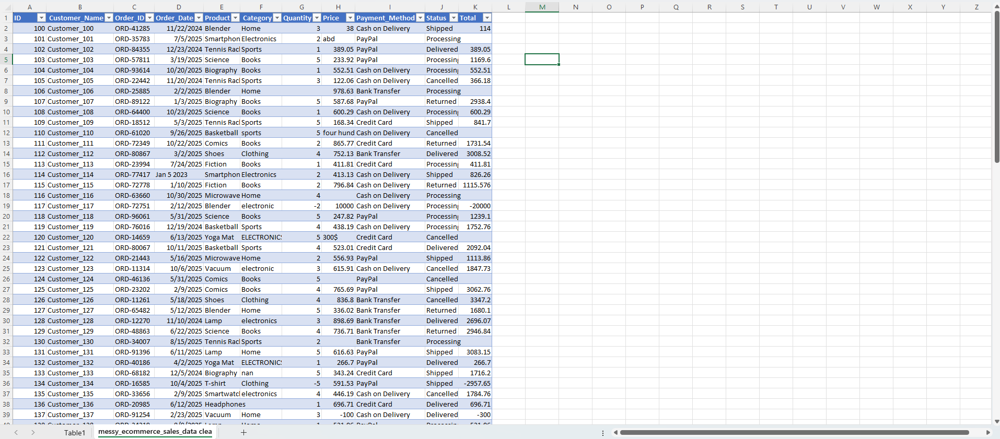 A B C D E F G H I J K L M N O P Q R S T U V W X Y Z
1 ID Customer_Name Order_ID Order_Date Product Category Quantity Price Payment_Method Status Total
2 100 Customer_100 ORD-41285 11/22/2024 Blender Home 3 38 Cash on Delivery Shipped 114
3 101 Customer_101 ORD-35783 7/5/2025 Smartphon Electronics 2 abd PayPal Processing
4 102 Customer_102 ORD-84355 12/23/2024 Tennis Rac Sports 1 389.05 PayPal Delivered 389.05
5 103 Customer_103 ORD-57811 3/19/2025 Science Books 5 233.92 PayPal Processin 1169.6
6 104 Customer_104 ORD-93614 10/20/2025 Biography Books 1 552.51 Cash on Delivery Processin 552.51
7 105 Customer_105 ORD-22442 11/20/2024 Tennis Rac Sports 3 122.06 Cash on Delivery Cancelled 366.18
8 106 Customer_106 ORD-25885 2/2/2025 Blender Home 978.63 Bank Transfer Processing
9 107 Customer_107 ORD-89122 1/3/2025 Biography Books 5 587.68 PayPal Returned 2938.4
10 108 Customer_108 ORD-64400 10/23/2025 Science Books 1 600.29 Cash on Delivery Processin 600.29
11 109 Customer_109 ORD-18512 5/3/2025 Tennis Rac Sports 5 168.34 Credit Card Shipped 841.7
12 110 Customer_110 ORD-61020 9/26/2025 Basketball sports 5 four hund Cash on Delivery Cancelled
13 111 Customer_111 ORD-72349 10/22/2025 Comics Books 2 865.77 Credit Card Returned 1731.54
14 112 Customer_112 ORD-80867 3/2/2025 Shoes Clothing 4 752.13 Bank Transfer Delivered 3008.52
15 113 Customer_113 ORD-23994 7/24/2025 Fiction Books 1 411.81 Credit Card Processin 411.81
16 114 Customer_114 ORD-77417 Jan 5 2023 Smartphon Electronics 2 413.13 Cash on Delivery Shipped 826.26
17 115 Customer_115 ORD-72778 1/10/2025 Fiction Books 2 796.84 Cash on Delivery Returned 1115.576
18 116 Customer_116 ORD-63660 10/30/2025 Microwave Home 4 Cash on Delivery Processing
19 117 Customer_117 ORD-72751 2/12/2025 Blender electronic -2 10000 Cash on Delivery Processin -20000
20 118 Customer_118 ORD-96061 5/31/2025 Science Books 5 247.82 PayPal Processin 1239.1
21 119 Customer_119 ORD-76016 12/19/2024 Basketball Sports 4 438.19 Cash on Delivery Processin 1752.76
22 120 Customer_120 ORD-14659 6/13/2025 Yoga Mat ELECTRONIC 5 300$ Credit Card Cancelled
23 121 Customer_121 ORD-80067 10/11/2025 Basketball Sports 4 523.01 Credit Card Delivered 2092.04
24 122 Customer_122 ORD-21443 5/16/2025 Microwave Home 2 556.93 PayPal Shipped 1113.86
25 123 Customer_123 ORD-11314 10/6/2025 Vacuum electronic 3 615.91 Cash on Delivery Cancelled 1847.73
26 124 Customer_124 ORD-46136 5/31/2025 Comics Books 5 PayPal Cancelled
27 125 Customer_125 ORD-23202 2/9/2025 Comics Books 4 765.69 PayPal Shipped 3062.76
28 126 Customer_126 ORD-11261 5/18/2025 Shoes Clothing 4 836.8 Bank Transfer Cancelled 3347.2
29 127 Customer_127 ORD-65482 5/12/2025 Blender Home 5 336.02 Bank Transfer Returned 1680.1
30 128 Customer_128 ORD-12270 11/10/2024 Lamp electronics 3 898.69 Bank Transfer Delivered 2696.07
31 129 Customer_129 ORD-48863 6/22/2025 Science Books 4 736.71 Bank Transfer Returned 2946.84
32 130 Customer_130 ORD-34007 8/15/2025 Tennis Rac Sports 2 Bank Transfer Processing
33 131 Customer_131 ORD-91396 6/11/2025 Lamp Home 5 616.63 PayPal Shipped 3083.15
34 132 Customer_132 ORD-40186 4/2/2025 Yoga Mat ELECTRONIC 1 266.7 PayPal Delivered 266.7
35 133 Customer_133 ORD-68182 12/5/2024 Biography nan 5 343.24 Credit Card Shipped 1716.2
36 134 Customer_134 ORD-16585 10/4/2025 T-shirt Clothing -5 591.53 PayPal Shipped -2957.65
37 135 Customer_135 ORD-33656 2/9/2025 Smartwatc electronics 4 446.19 Cash on Delivery Cancelled 1784.76
38 136 Customer_136 ORD-20985 6/12/2025 Headphones 1 696.71 Credit Card Delivered 696.71
39 137 Customer_137 ORD-91254 2/23/2025 Vacuum Home 3 -100 Cash on Delivery Delivered -300
Table1 messy_ecommerce_sales_data clea